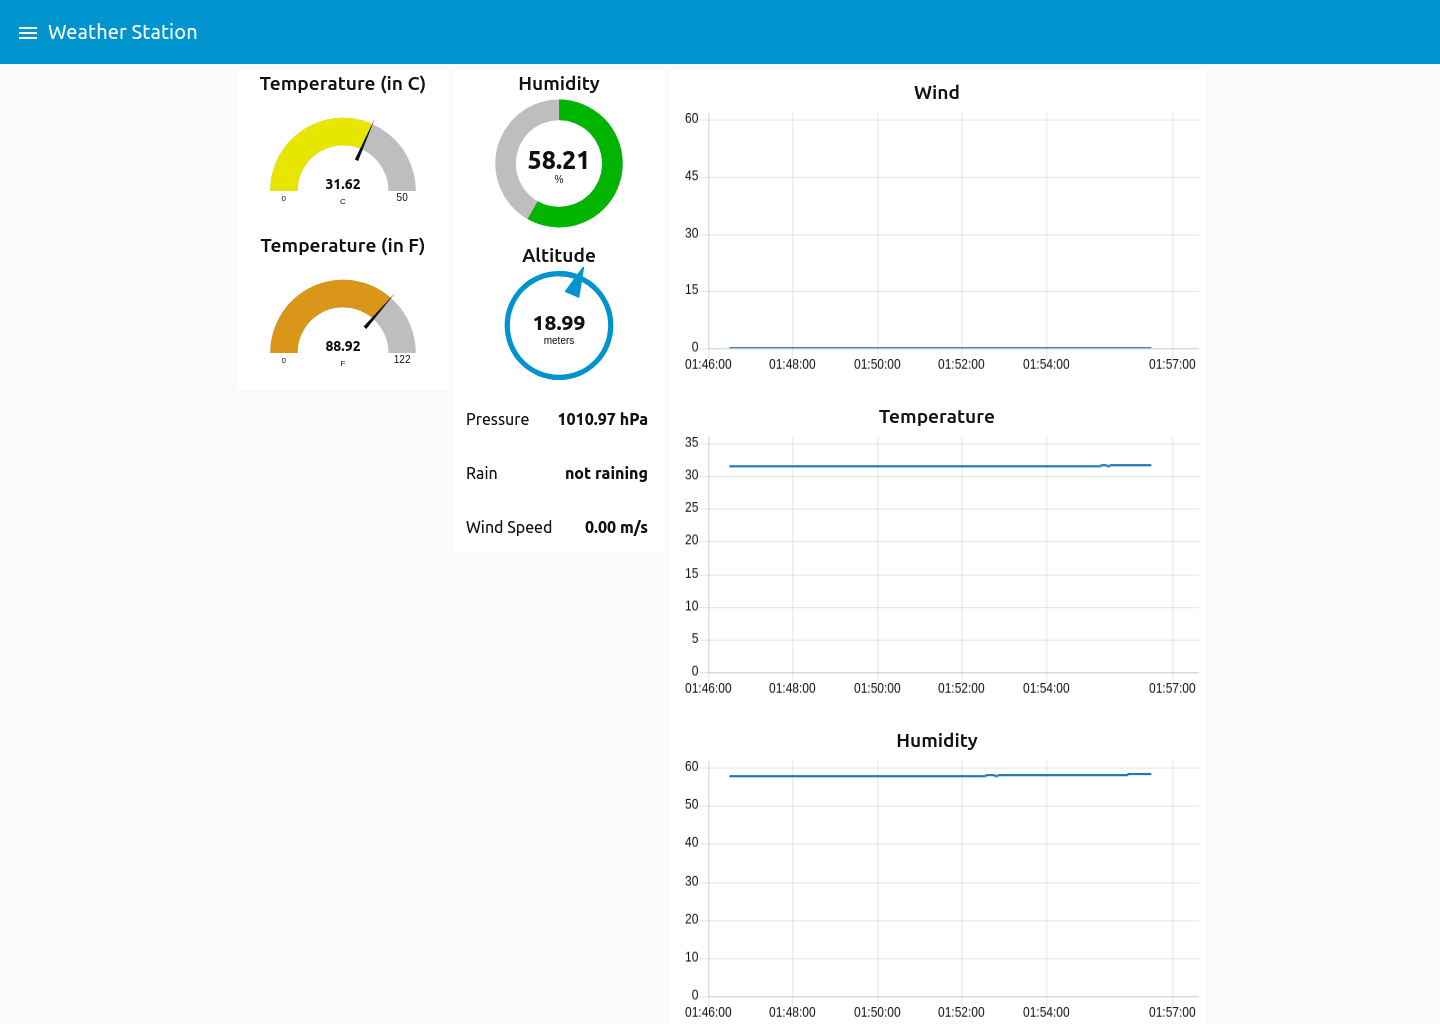 Weather Station
Temperature (in C)
31.62
0
C
50
Temperature (in F)
88.92
0
F
122
Humidity
58.21
%
Altitude
18.99
meters
Pressure 1010.97 hPa
Rain not raining
Wind Speed 0.00 m/s
Wind
60
45
30
15
0
01:46:00 01:48:00 01:50:00 01:52:00 01:54:00 01:57:00
Temperature
35
30
25
20
15
10
5
0
01:46:00 01:48:00 01:50:00 01:52:00 01:54:00 01:57:00
Humidity
60
50
40
30
20
10
0
01:46:00 01:48:00 01:50:00 01:52:00 01:54:00 01:57:00